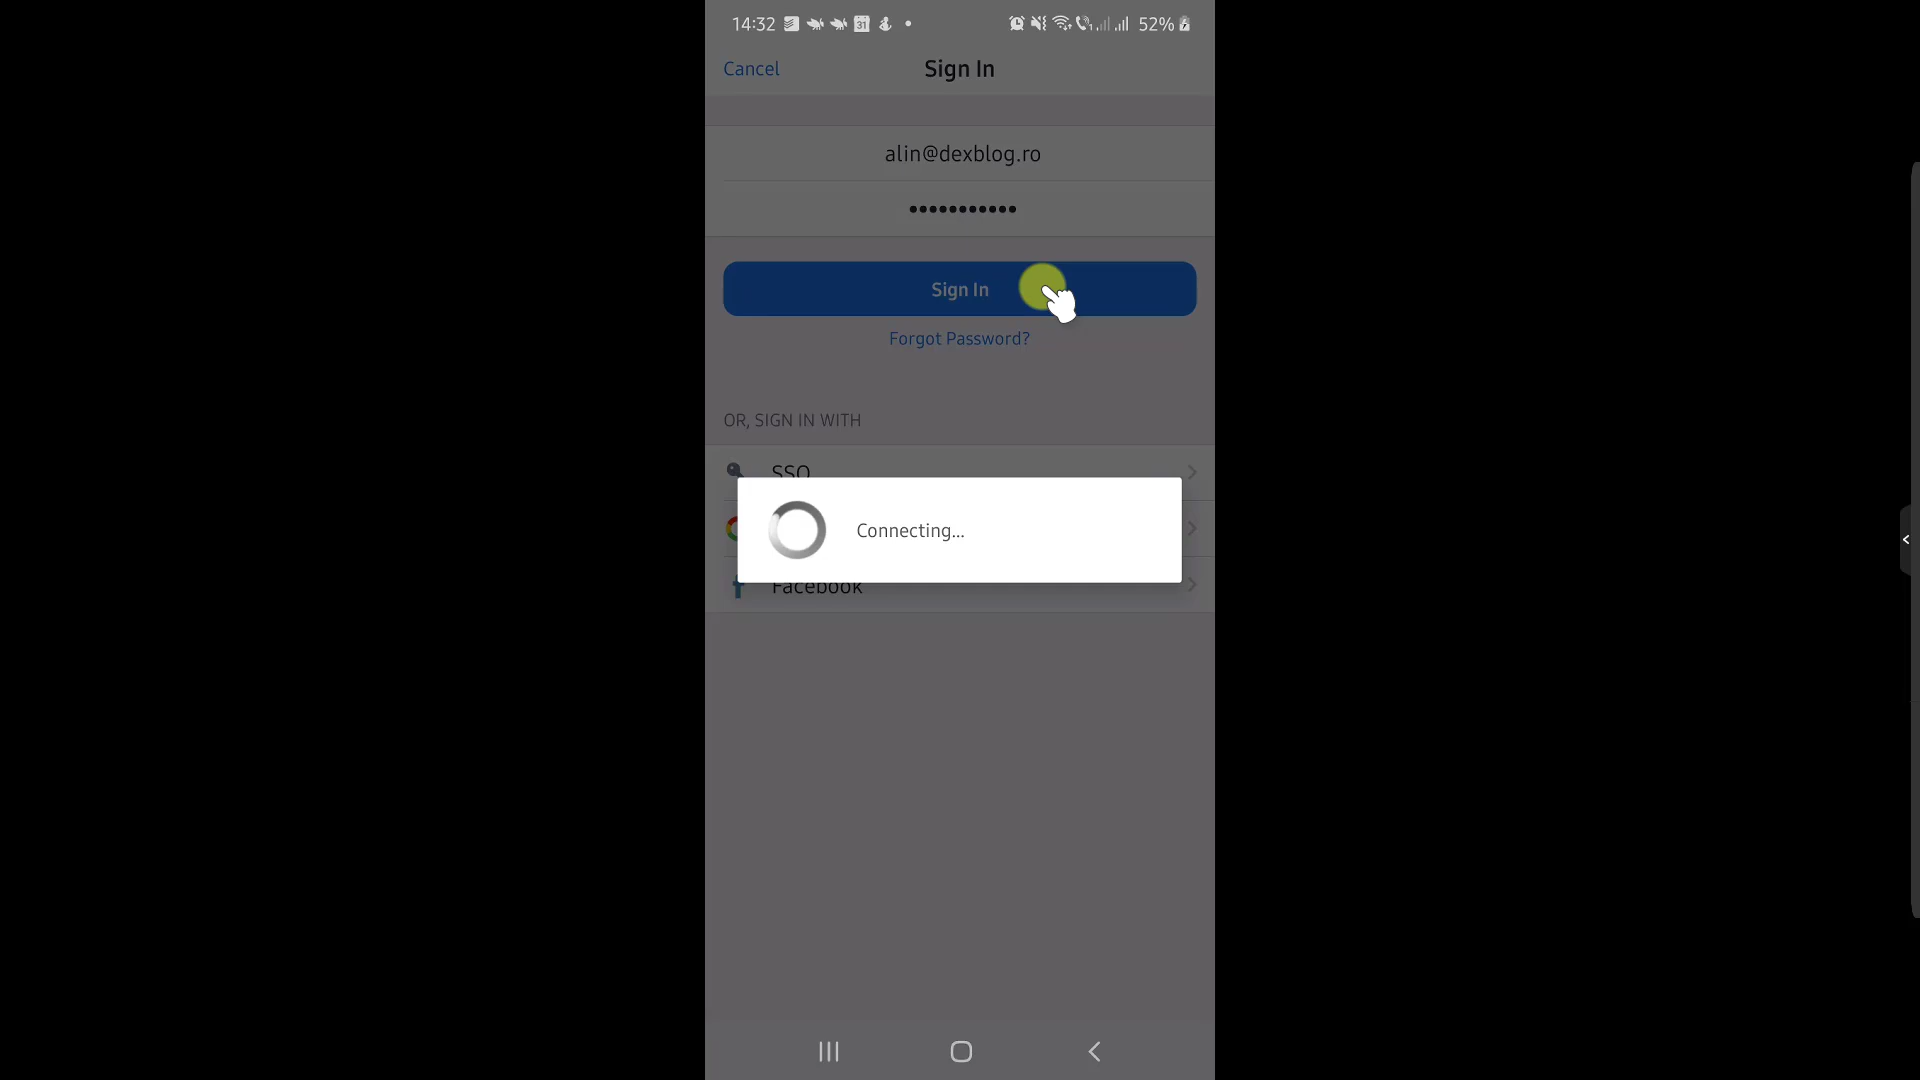 14:32 31 52%
Cancel Sign In
alin@dexblog.ro
•••••••••••
Sign In
Forgot Password?
OR, SIGN IN WITH
SSO
Connecting...
Facebook